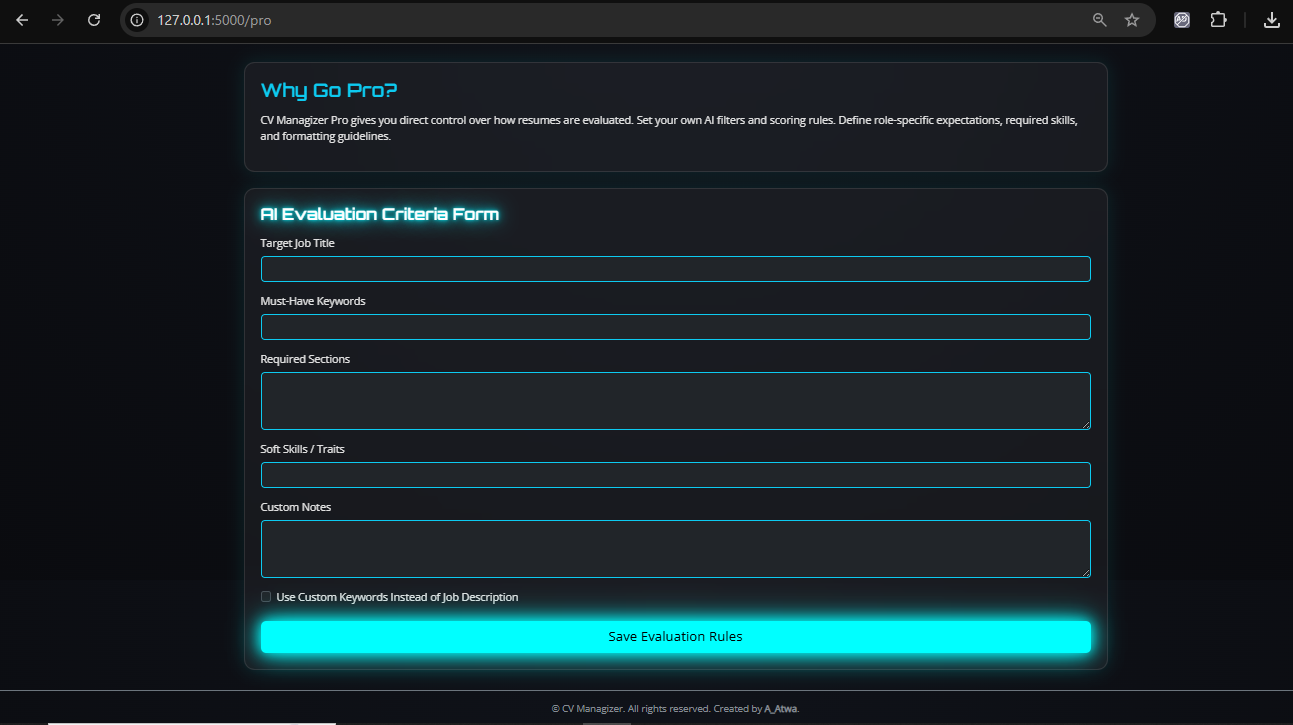 127.0.0.1:5000/pro
Why Go Pro?
CV Managizer Pro gives you direct control over how resumes are evaluated. Set your own AI filters and scoring rules. Define role-specific expectations, required skills,
and formatting guidelines.
AI Evaluation Criteria Form
Target Job Title
Must-Have Keywords
Required Sections
Soft Skills / Traits
Custom Notes
Use Custom Keywords Instead of Job Description
Save Evaluation Rules
© CV Managizer. All rights reserved. Created by A_Atwa.